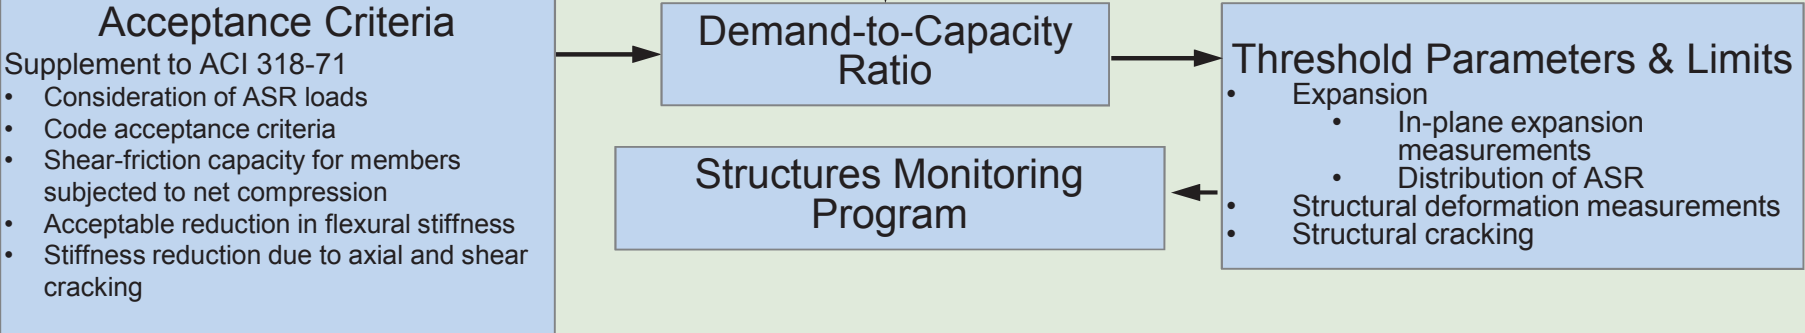 Acceptance Criteria
Supplement to ACI 318-71
• Consideration of ASR loads
• Code acceptance criteria
• Shear-friction capacity for members
subjected to net compression
• Acceptable reduction in flexural stiffness
• Stiffness reduction due to axial and shear
cracking
Demand-to-Capacity
Ratio
Threshold Parameters & Limits
• Expansion
• In-plane expansion
measurements
• Distribution of ASR
• Structural deformation measurements
• Structural cracking
Structures Monitoring
Program